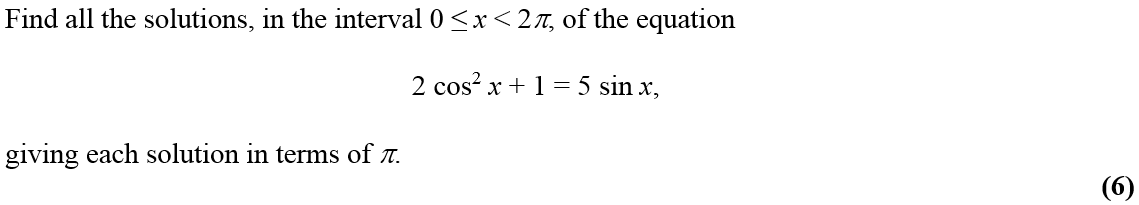 Find all the solutions, in the interval 0 ≤ x < 2π, of the equation
2 cos² x + 1 = 5 sin x,
giving each solution in terms of π.
(6)